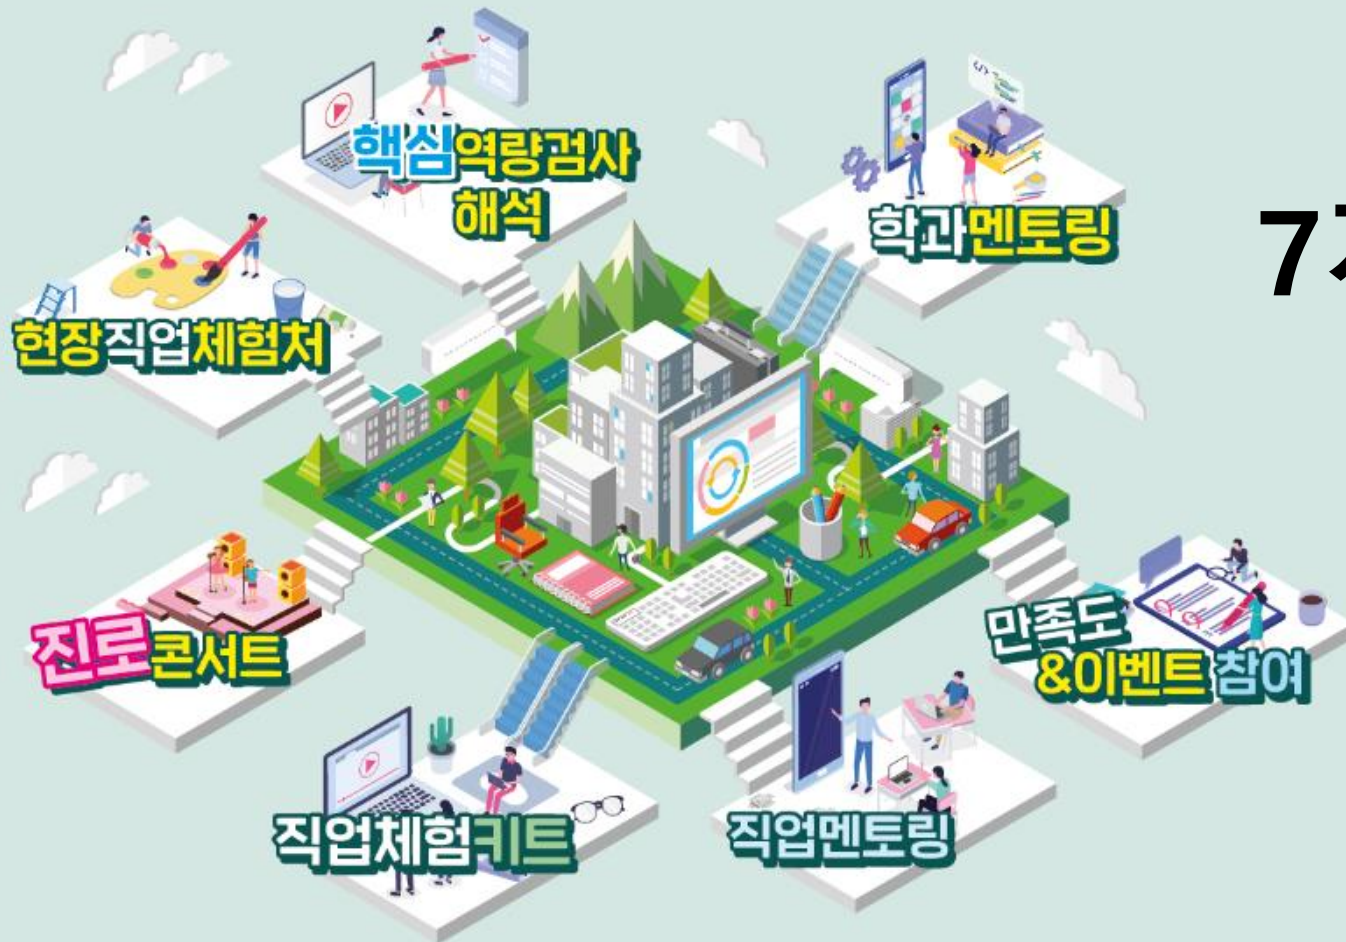 핵심역량검사
해석
학과멘토링
7
현장직업체험처
진로콘서트
만족도
&이벤트 참여
직업체험키트
직업멘토링